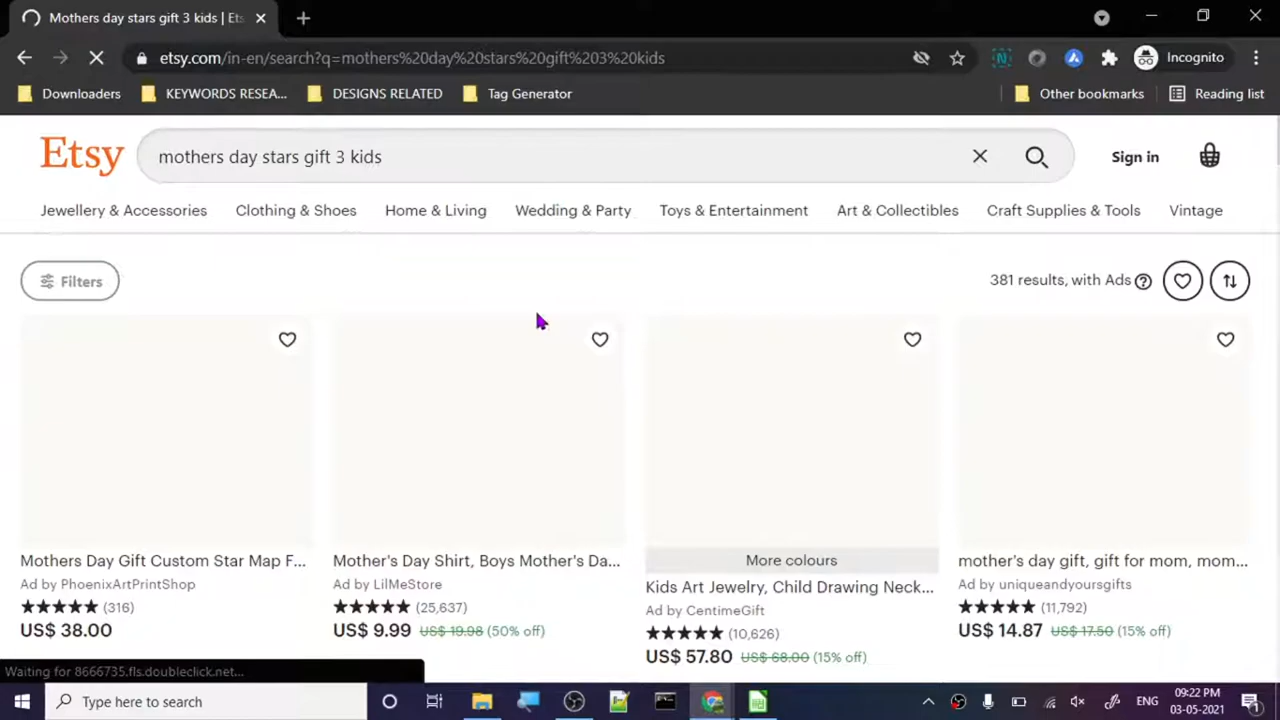 Mothers day stars gift 3 kids | Ets
etsy.com/in-en/search?q=mothers%20day%20stars%20gift%203%20kids
Incognito
Downloaders
KEYWORDS RESEA...
DESIGNS RELATED
Tag Generator
Other bookmarks
Reading list
Etsy
mothers day stars gift 3 kids
Sign in
Jewellery & Accessories
Clothing & Shoes
Home & Living
Wedding & Party
Toys & Entertainment
Art & Collectibles
Craft Supplies & Tools
Vintage
Filters
381 results, with Ads ?
Mothers Day Gift Custom Star Map F...
Ad by PhoenixArtPrintShop
(316)
US$ 38.00
Mother's Day Shirt, Boys Mother's Da...
Ad by LilMeStore
(25,637)
US$ 9.99 US$ 19.98 (50% off)
More colours
Kids Art Jewelry, Child Drawing Neck...
Ad by CentimeGift
(10,626)
US$ 57.80 US$ 68.00 (15% off)
mother's day gift, gift for mom, mom...
Ad by uniqueandyoursgifts
(11,792)
US$ 14.87 US$ 17.50 (15% off)
Waiting for 8666735.fls.doubleclick.net...
Type here to search
ENG
09:22 PM
03-05-2021
1